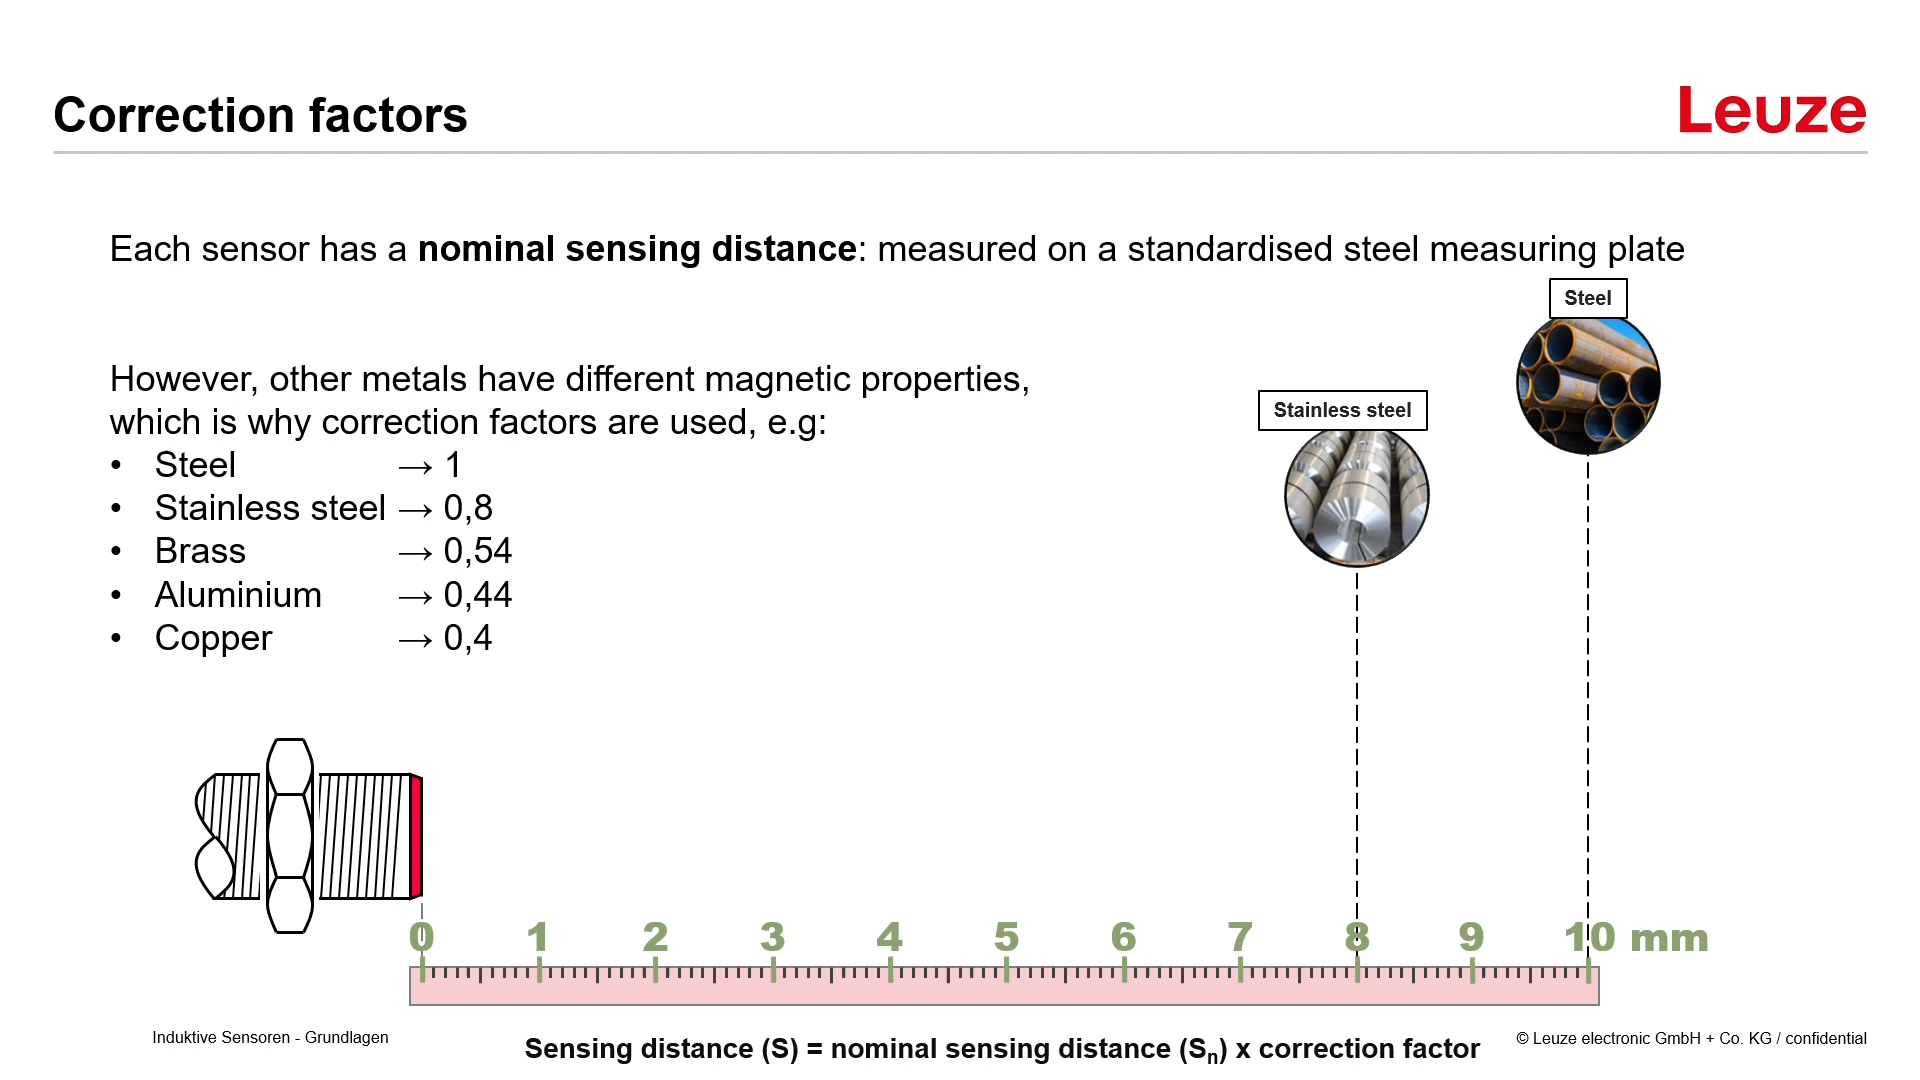 Correction factors
Leuze
Each sensor has a nominal sensing distance: measured on a standardised steel measuring plate
Steel
However, other metals have different magnetic properties,
which is why correction factors are used, e.g:
Stainless steel
• Steel → 1
• Stainless steel → 0,8
• Brass → 0,54
• Aluminium → 0,44
• Copper → 0,4
0 1 2 3 4 5 6 7 8 9 10 mm
Induktive Sensoren - Grundlagen
Sensing distance (S) = nominal sensing distance (Sn) x correction factor
© Leuze electronic GmbH + Co. KG / confidential